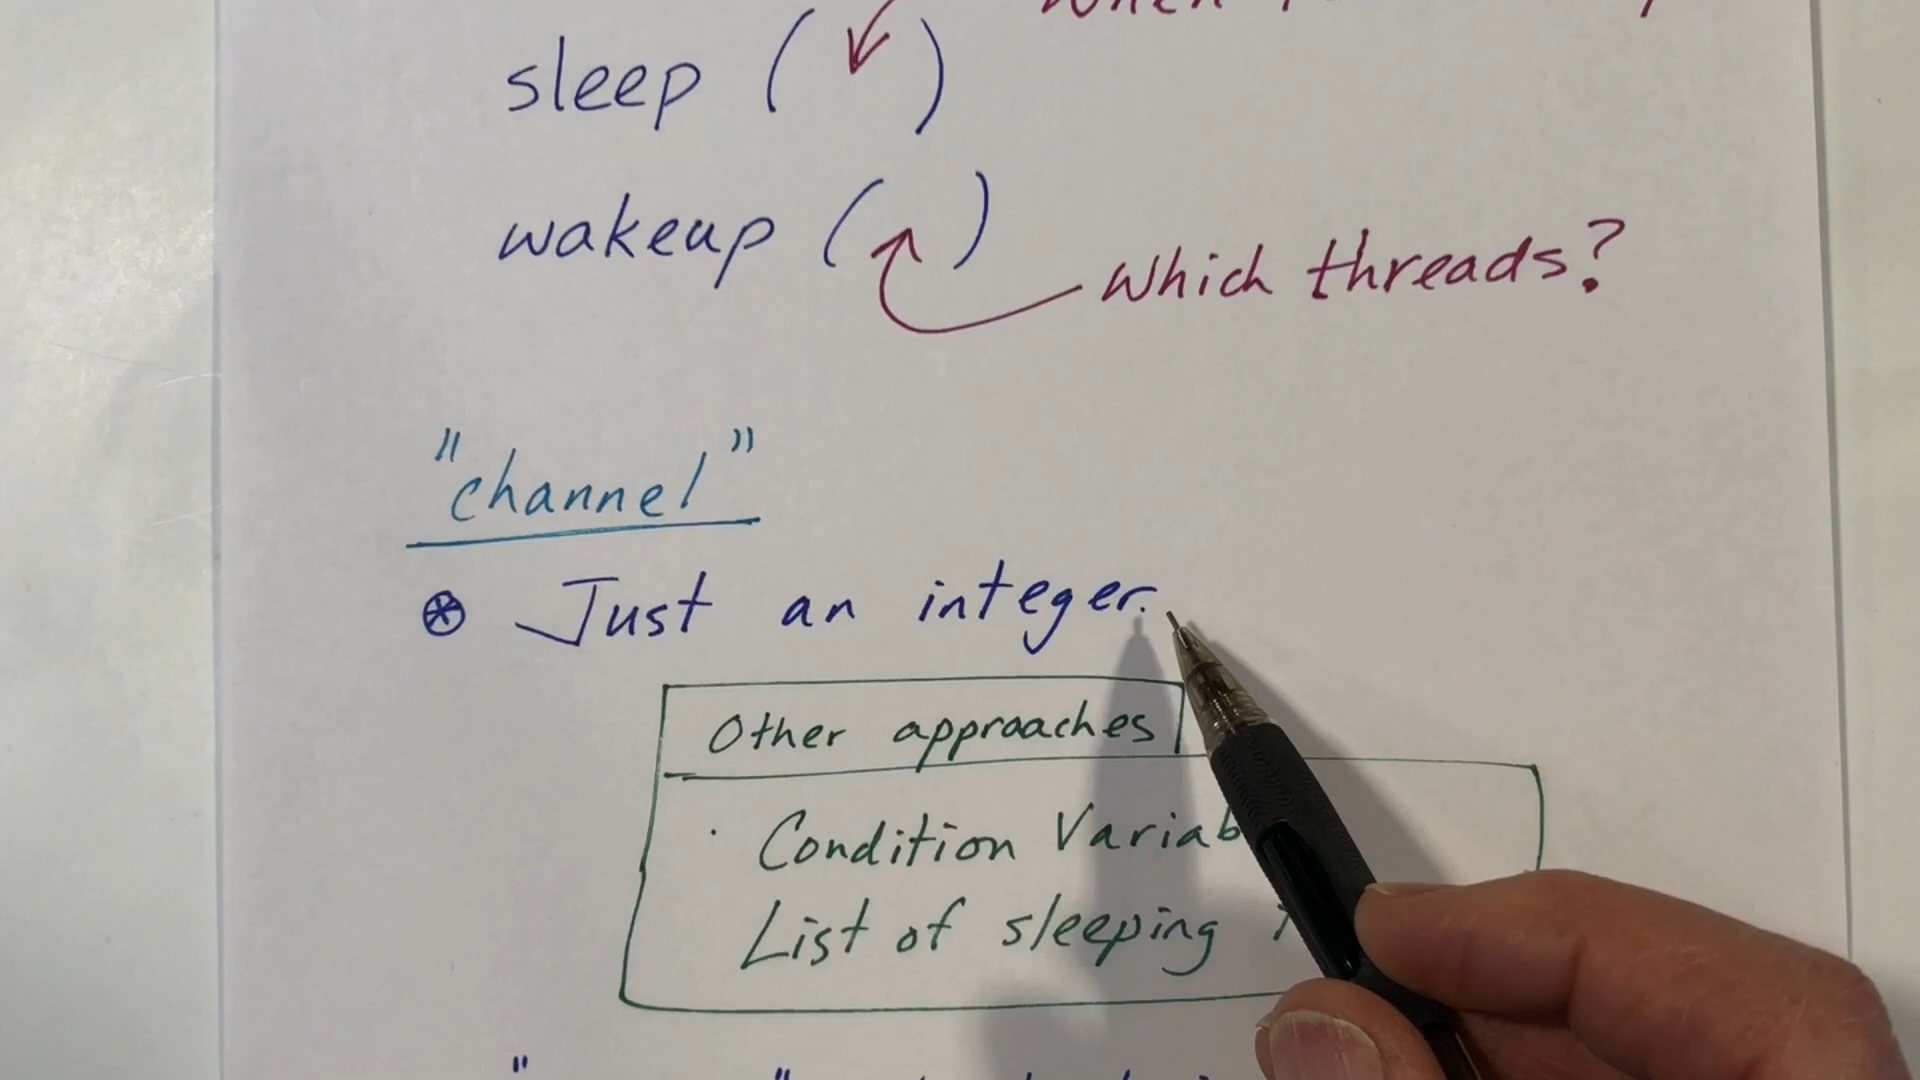 sleep ( )
wakeup ( )
which threads?
"channel"
⊛ Just an integer.
Other approaches
· Condition
List of sleeping